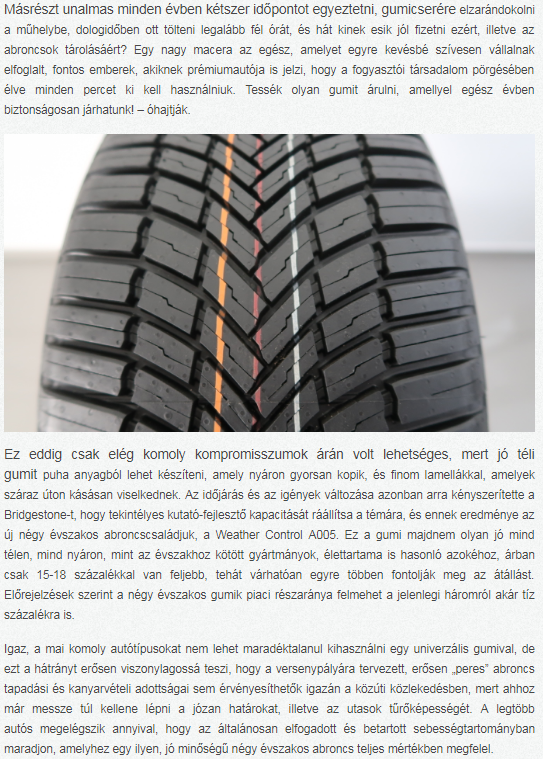 Másrészt unalmas minden évben kétszer időpontot egyeztetni, gumicserére elzarándokolni
a műhelybe, dologidőben ott tölteni legalább fél órát, és hát kinek esik jól fizetni ezért, illetve az
abroncsok tárolásáért? Egy nagy macera az egész, amelyet egyre kevésbé szívesen vállalnak
elfoglalt, fontos emberek, akiknek prémiumautója is jelzi, hogy a fogyasztói társadalom pörgésében
élve minden percet ki kell használniuk. Tessék olyan gumit árulni, amellyel egész évben
biztonságosan járhatunk! – óhajtják.
Ez eddig csak elég komoly kompromisszumok árán volt lehetséges, mert jó téli
gumit puha anyagból lehet készíteni, amely nyáron gyorsan kopik, és finom lamellákkal, amelyek
száraz úton kásásan viselkednek. Az időjárás és az igények változása azonban arra kényszerítette a
Bridgestone-t, hogy tekintélyes kutató-fejlesztő kapacitását ráállítsa a témára, és ennek eredménye az
új négy évszakos abroncscsaládjuk, a Weather Control A005. Ez a gumi majdnem olyan jó mind
télen, mind nyáron, mint az évszakhoz kötött gyártmányok, élettartama is hasonló azokéhoz, árban
csak 15-18 százalékkal van feljebb, tehát várhatóan egyre többen fontolják meg az átállást.
Előrejelzések szerint a négy évszakos gumik piaci részaránya felmehet a jelenlegi háromról akár tíz
százalékra is.
Igaz, a mai komoly autótípusokat nem lehet maradéktalanul kihasználni egy univerzális gumival, de
ezt a hátrányt erősen viszonylagossá teszi, hogy a versenypályára tervezett, erősen „peres” abroncs
tapadási és kanyarvételi adottságai sem érvényesíthetők igazán a közúti közlekedésben, mert ahhoz
már messze túl kellene lépni a józan határokat, illetve az utasok tűrőképességét. A legtöbb
autós megelégszik annyival, hogy az általánosan elfogadott és betartott sebességtartományban
maradjon, amelyhez egy ilyen, jó minőségű négy évszakos abroncs teljes mértékben megfelel.